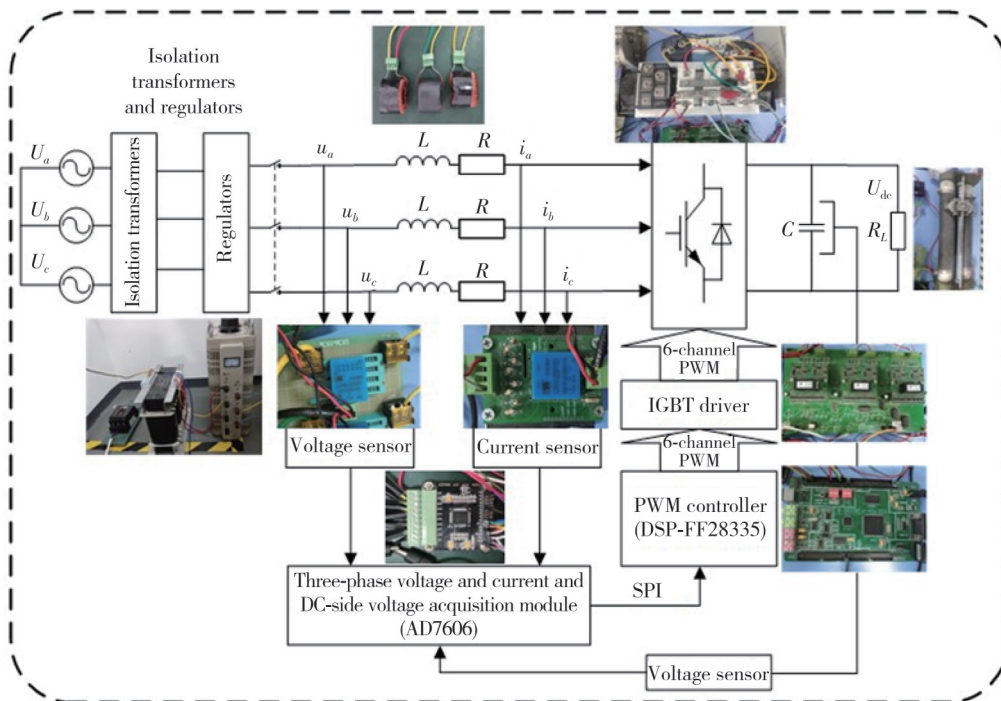 Isolation
transformers
and regulators
U_a
U_b
U_c
Isolation transformers
Regulators
u_a
u_b
u_c
L
R
i_a
L
R
i_b
L
R
i_c
C
U_dc
R_L
6-channel
PWM
IGBT driver
6-channel
PWM
Voltage sensor
Current sensor
PWM controller
(DSP-FF28335)
Three-phase voltage and current and
DC-side voltage acquisition module
(AD7606)
SPI
Voltage sensor